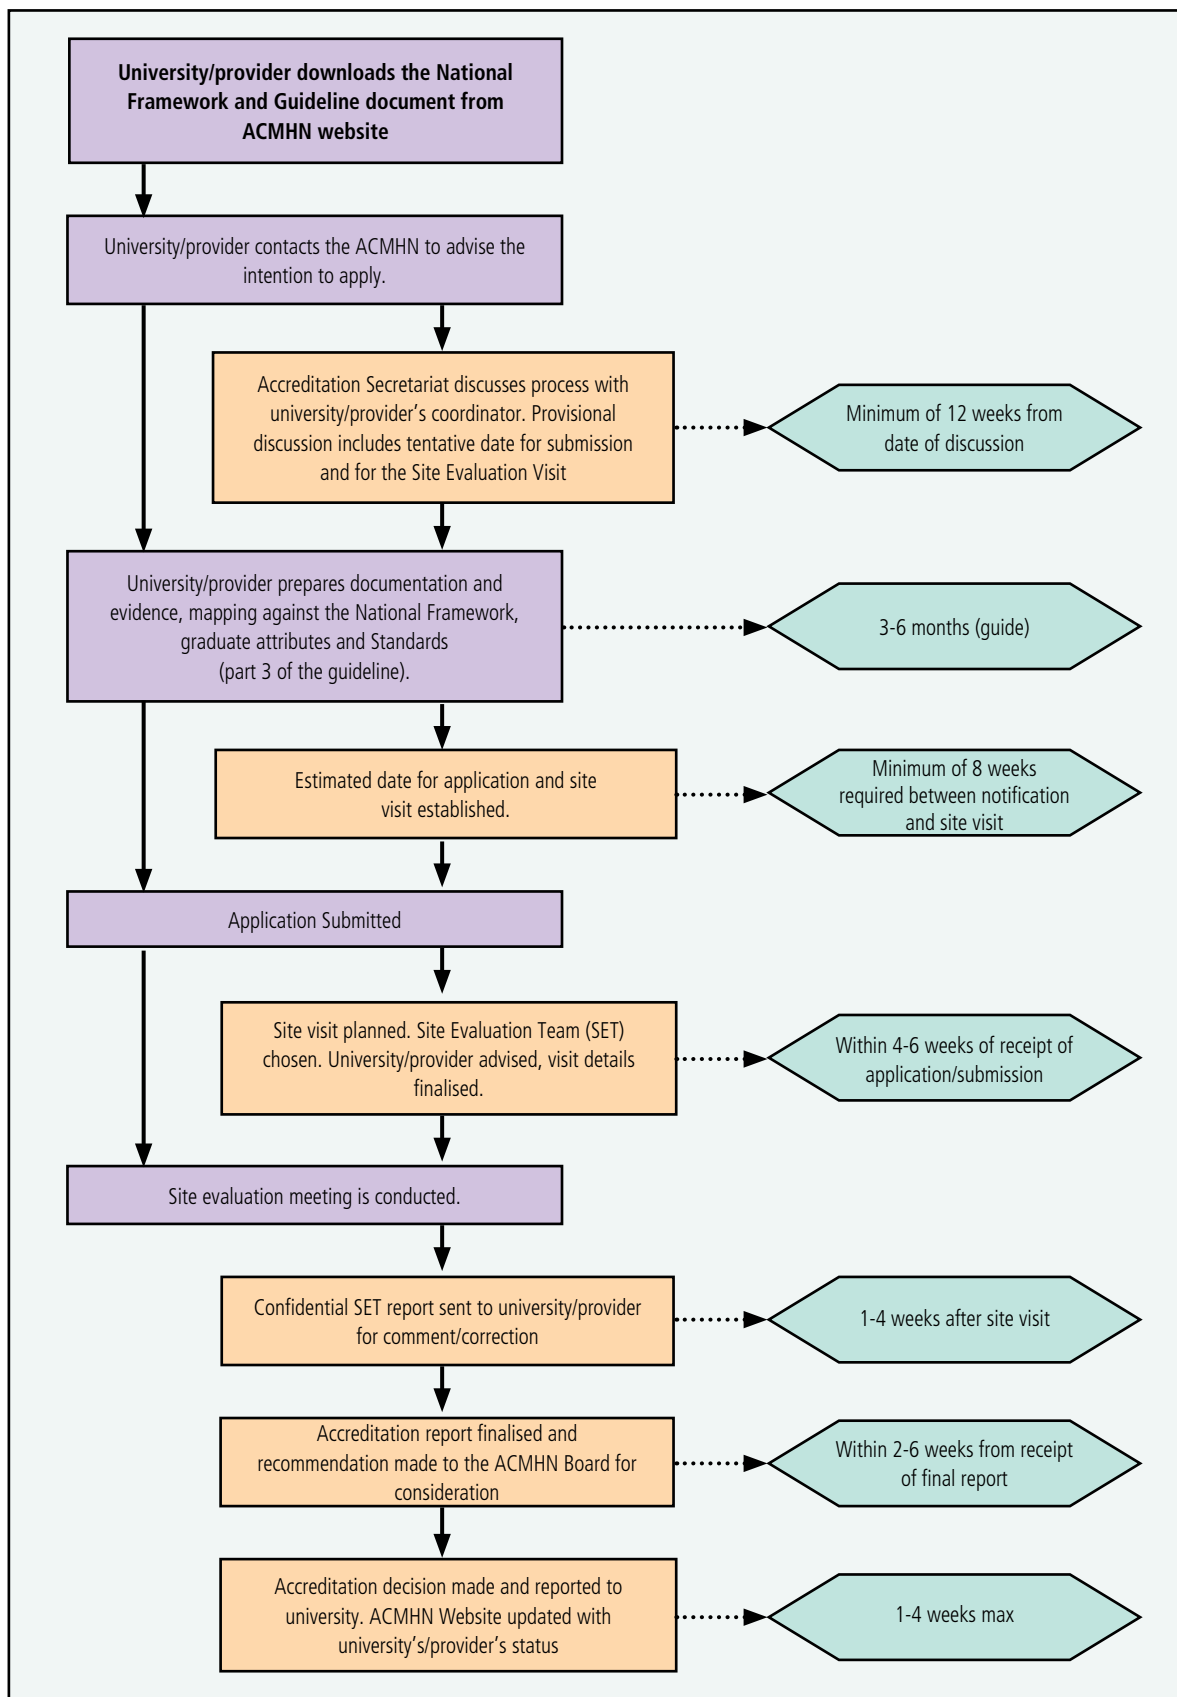 University/provider downloads the National
Framework and Guideline document from
ACMHN website
University/provider contacts the ACMHN to advise the
intention to apply.
Accreditation Secretariat discusses process with
university/provider's coordinator. Provisional
discussion includes tentative date for submission
and for the Site Evaluation Visit
Minimum of 12 weeks from
date of discussion
University/provider prepares documentation and
evidence, mapping against the National Framework,
graduate attributes and Standards
(part 3 of the guideline).
3-6 months (guide)
Estimated date for application and site
visit established.
Minimum of 8 weeks
required between notification
and site visit
Application Submitted
Site visit planned. Site Evaluation Team (SET)
chosen. University/provider advised, visit details
finalised.
Within 4-6 weeks of receipt of
application/submission
Site evaluation meeting is conducted.
Confidential SET report sent to university/provider
for comment/correction
1-4 weeks after site visit
Accreditation report finalised and
recommendation made to the ACMHN Board for
consideration
Within 2-6 weeks from receipt
of final report
Accreditation decision made and reported to
university. ACMHN Website updated with
university's/provider's status
1-4 weeks max